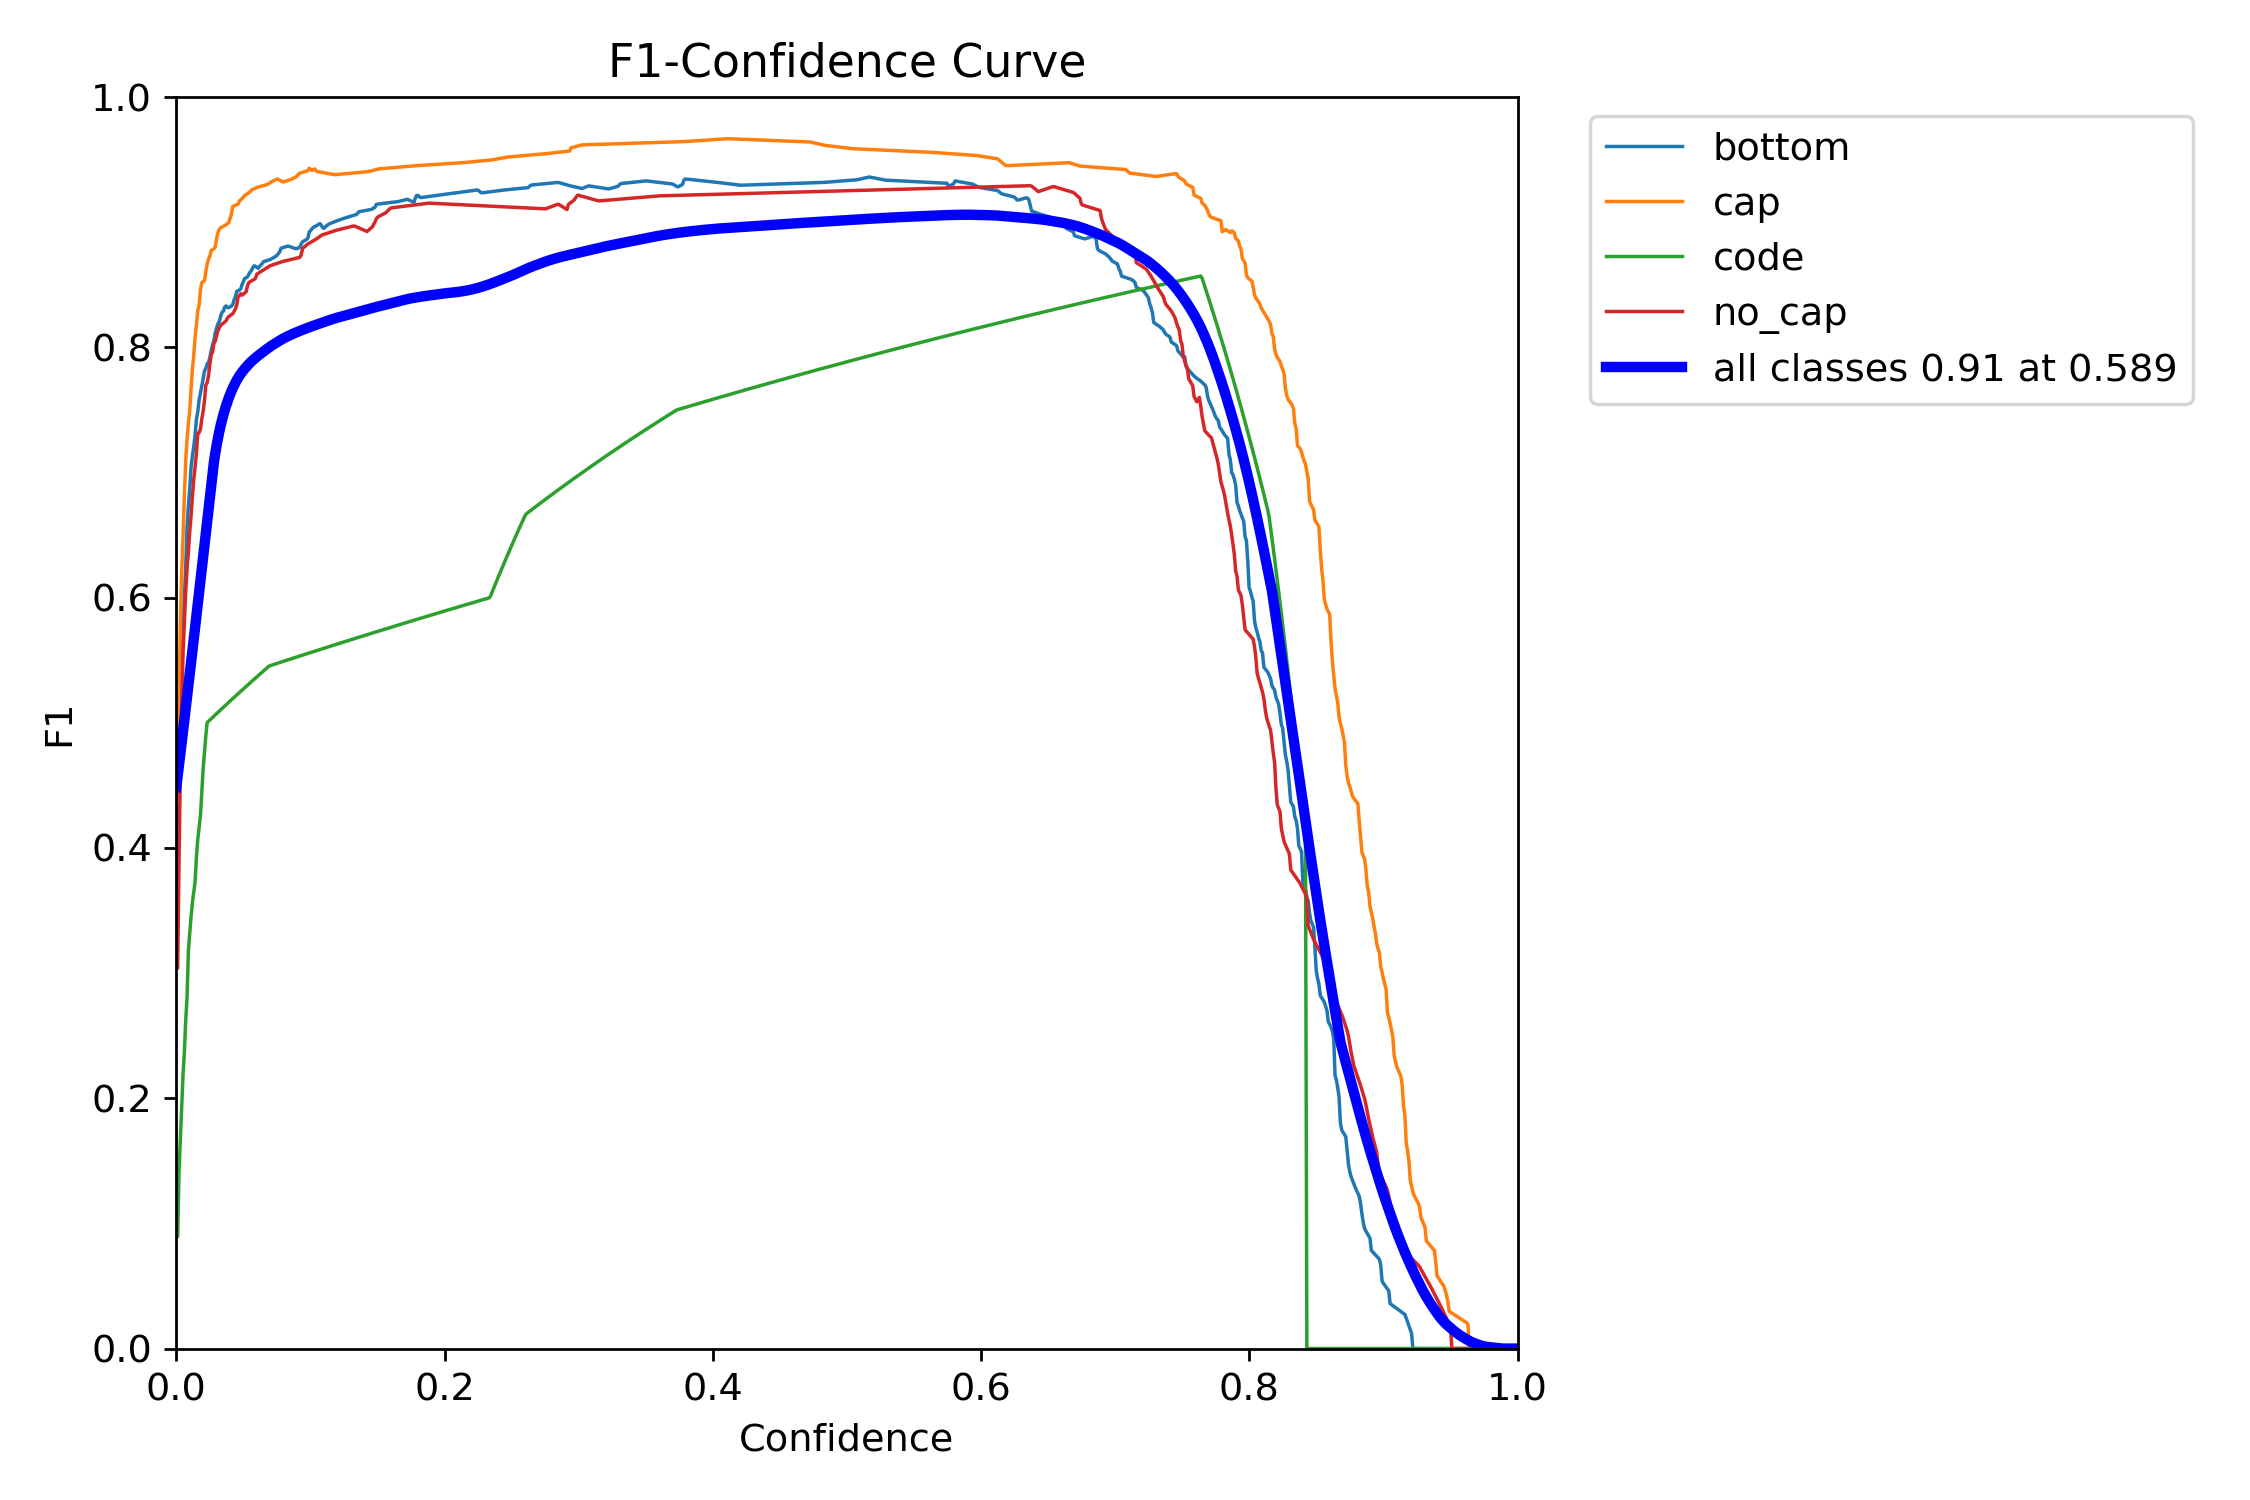 F1-Confidence Curve
1.0
0.8
0.6
0.4
0.2
0.0
F1
0.0 0.2 0.4 0.6 0.8 1.0
Confidence
bottom
cap
code
no_cap
all classes 0.91 at 0.589